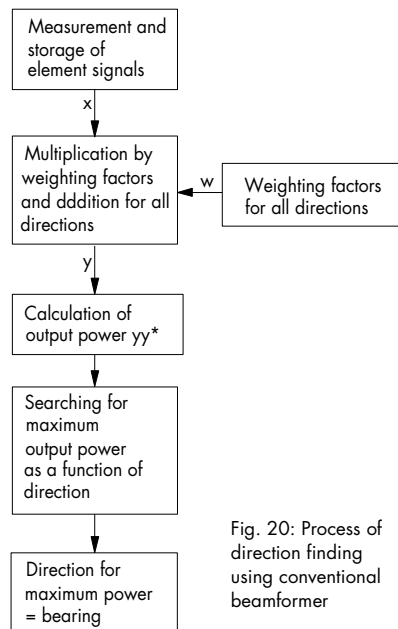 Measurement and
storage of
element signals
x
Multiplication by
weighting factors
and dddition for all
directions
w
Weighting factors
for all directions
y
Calculation of
output power yy*
Searching for
maximum
output power
as a function of
direction
Direction for
maximum power
= bearing
Fig. 20: Process of
direction finding
using conventional
beamformer